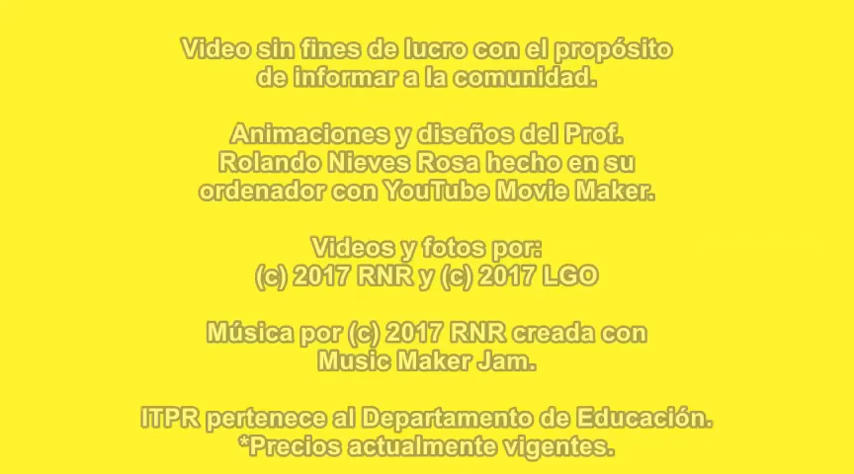 Video sin fines de lucro con el propósito
de informar a la comunidad.
Animaciones y diseños del Prof.
Rolando Nieves Rosa hecho en su
ordenador con YouTube Movie Maker.
Videos y fotos por:
(c) 2017 RNR y (c) 2017 LGO
Música por (c) 2017 RNR creada con
Music Maker Jam.
ITPR pertenece al Departamento de Educación.
*Precios actualmente vigentes.